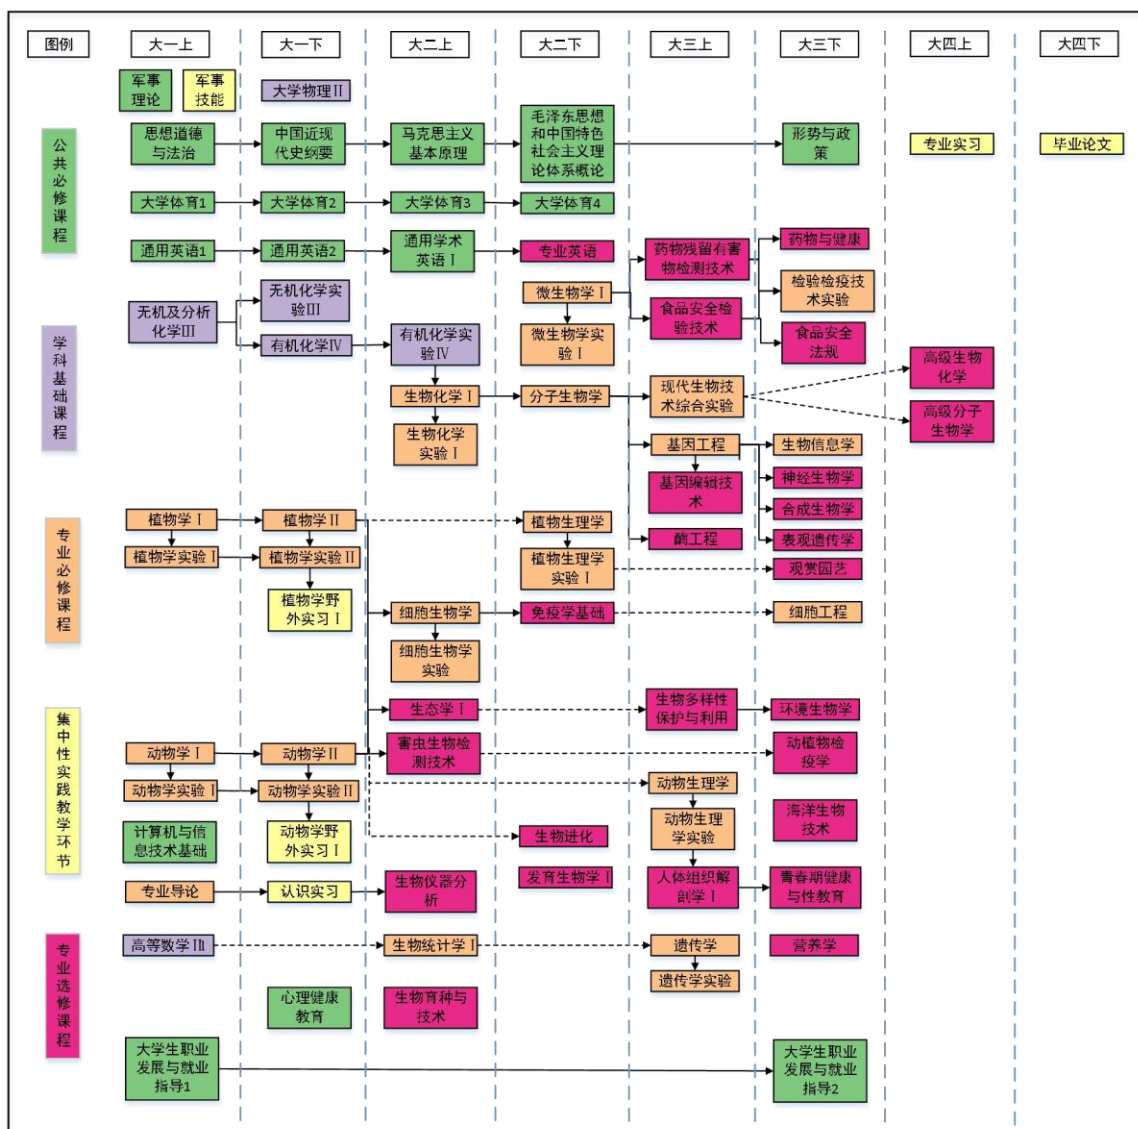 图例
大一上
大一下
大二上
大二下
大三上
大三下
大四上
大四下
军事
理论
军事
技能
大学物理Ⅱ
公共必修课程
思想道德
与法治
中国近现
代史纲要
马克思主义
基本原理
毛泽东思想
和中国特色
社会主义理
论体系概论
形势与政
策
专业实习
毕业论文
大学体育1
大学体育2
大学体育3
大学体育4
通用英语1
通用英语2
通用学术
英语Ⅰ
专业英语
药物残留有害
物检测技术
药物与健康
学科基础课程
无机及分析
化学Ⅲ
无机化学实
验Ⅲ
微生物学Ⅰ
食品安全检
验技术
检验检疫技
术实验
有机化学Ⅳ
有机化学实
验Ⅳ
微生物学实
验Ⅰ
食品安全
法规
生物化学Ⅰ
分子生物学
现代生物技
术综合实验
高级生物
化学
高级分子
生物学
生物化学
实验Ⅰ
基因工程
生物信息学
基因编辑技
术
神经生物学
合成生物学
专业必修课程
植物学Ⅰ
植物学Ⅱ
植物生理学
酶工程
表观遗传学
植物学实验Ⅰ
植物学实验Ⅱ
植物生理学
实验Ⅰ
观赏园艺
植物学野
外实习Ⅰ
细胞生物学
免疫学基础
细胞工程
细胞生物学
实验
集中性实践教学环节
生态学Ⅰ
生物多样性
保护与利用
环境生物学
动物学Ⅰ
动物学Ⅱ
害虫生物检
测技术
动植物检
疫学
动物学实验Ⅰ
动物学实验Ⅱ
动物生理学
计算机与信
息技术基础
动物学野
外实习Ⅰ
生物进化
动物生理
学实验
海洋生物
技术
专业导论
认识实习
生物仪器分
析
发育生物学Ⅰ
人体组织解
剖学Ⅰ
青春期健康
与性教育
专业选修课程
高等数学Ⅱ
生物统计学Ⅰ
遗传学
营养学
遗传学实验
心理健康
教育
生物育种与
技术
大学生职业
发展与就业
指导1
大学生职业
发展与就业
指导2